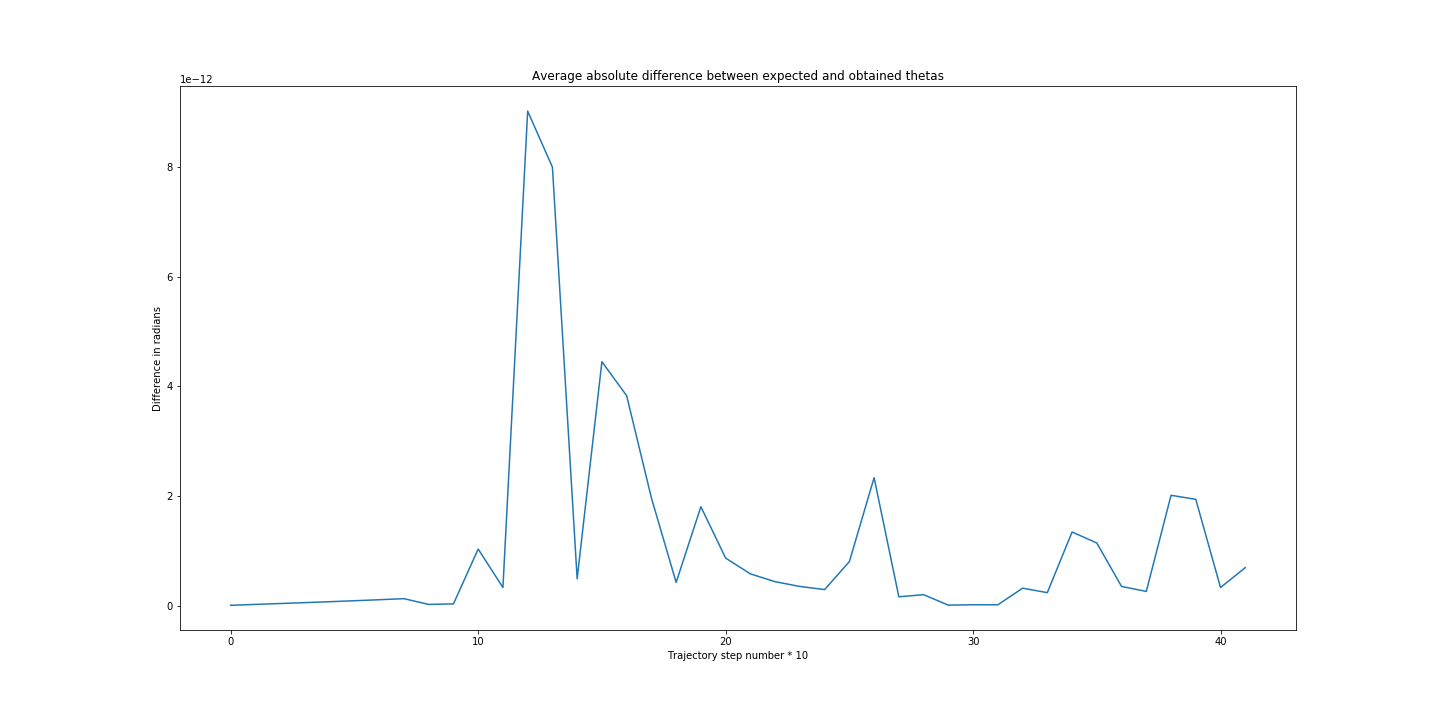 Average absolute difference between expected and obtained thetas
1e−12
8
6
4
2
0
Difference in radians
0 10 20 30 40
Trajectory step number * 10